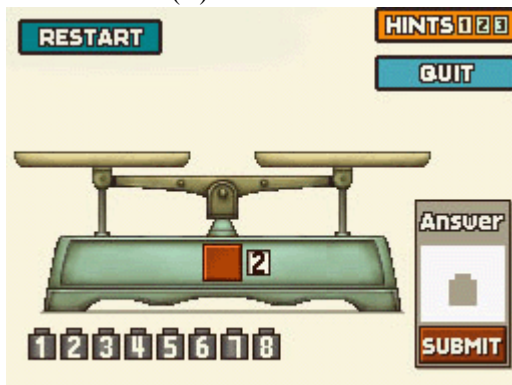 RESTART
HINTS 1 2 3
QUIT
2
Answer
1 2 3 4 5 6 7 8
SUBMIT